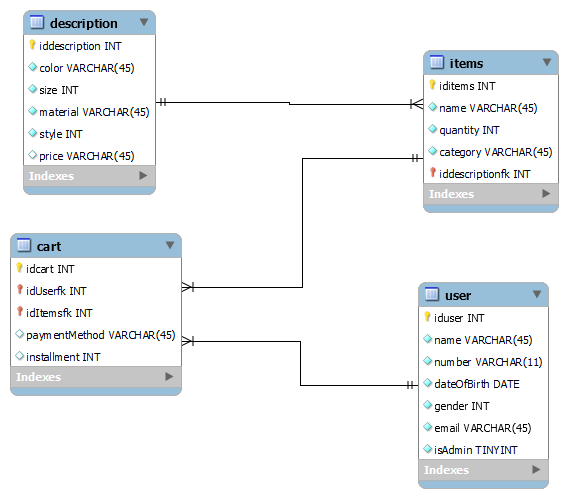 description
iddescription INT
color VARCHAR(45)
size INT
material VARCHAR(45)
style INT
price VARCHAR(45)
Indexes
items
iditems INT
name VARCHAR(45)
quantity INT
category VARCHAR(45)
iddescriptionfk INT
Indexes
cart
idcart INT
idUserfk INT
idItemsfk INT
paymentMethod VARCHAR(45)
installment INT
Indexes
user
iduser INT
name VARCHAR(45)
number VARCHAR(11)
dateOfBirth DATE
gender INT
email VARCHAR(45)
isAdmin TINYINT
Indexes